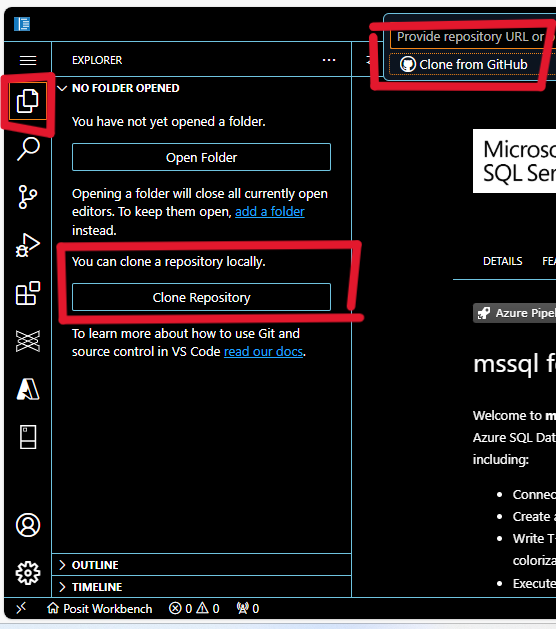 EXPLORER
Provide repository URL or
Clone from GitHub
NO FOLDER OPENED
You have not yet opened a folder.
Open Folder
Opening a folder will close all currently open
editors. To keep them open, add a folder
instead.
You can clone a repository locally.
Clone Repository
To learn more about how to use Git and
source control in VS Code read our docs.
OUTLINE
TIMELINE
Microso
SQL Ser
DETAILS FEA
Azure Pipel
mssql fo
Welcome to m
Azure SQL Dat
including:
Connec
Create a
Write T-
coloriza
Execute
Posit Workbench 0 0 0